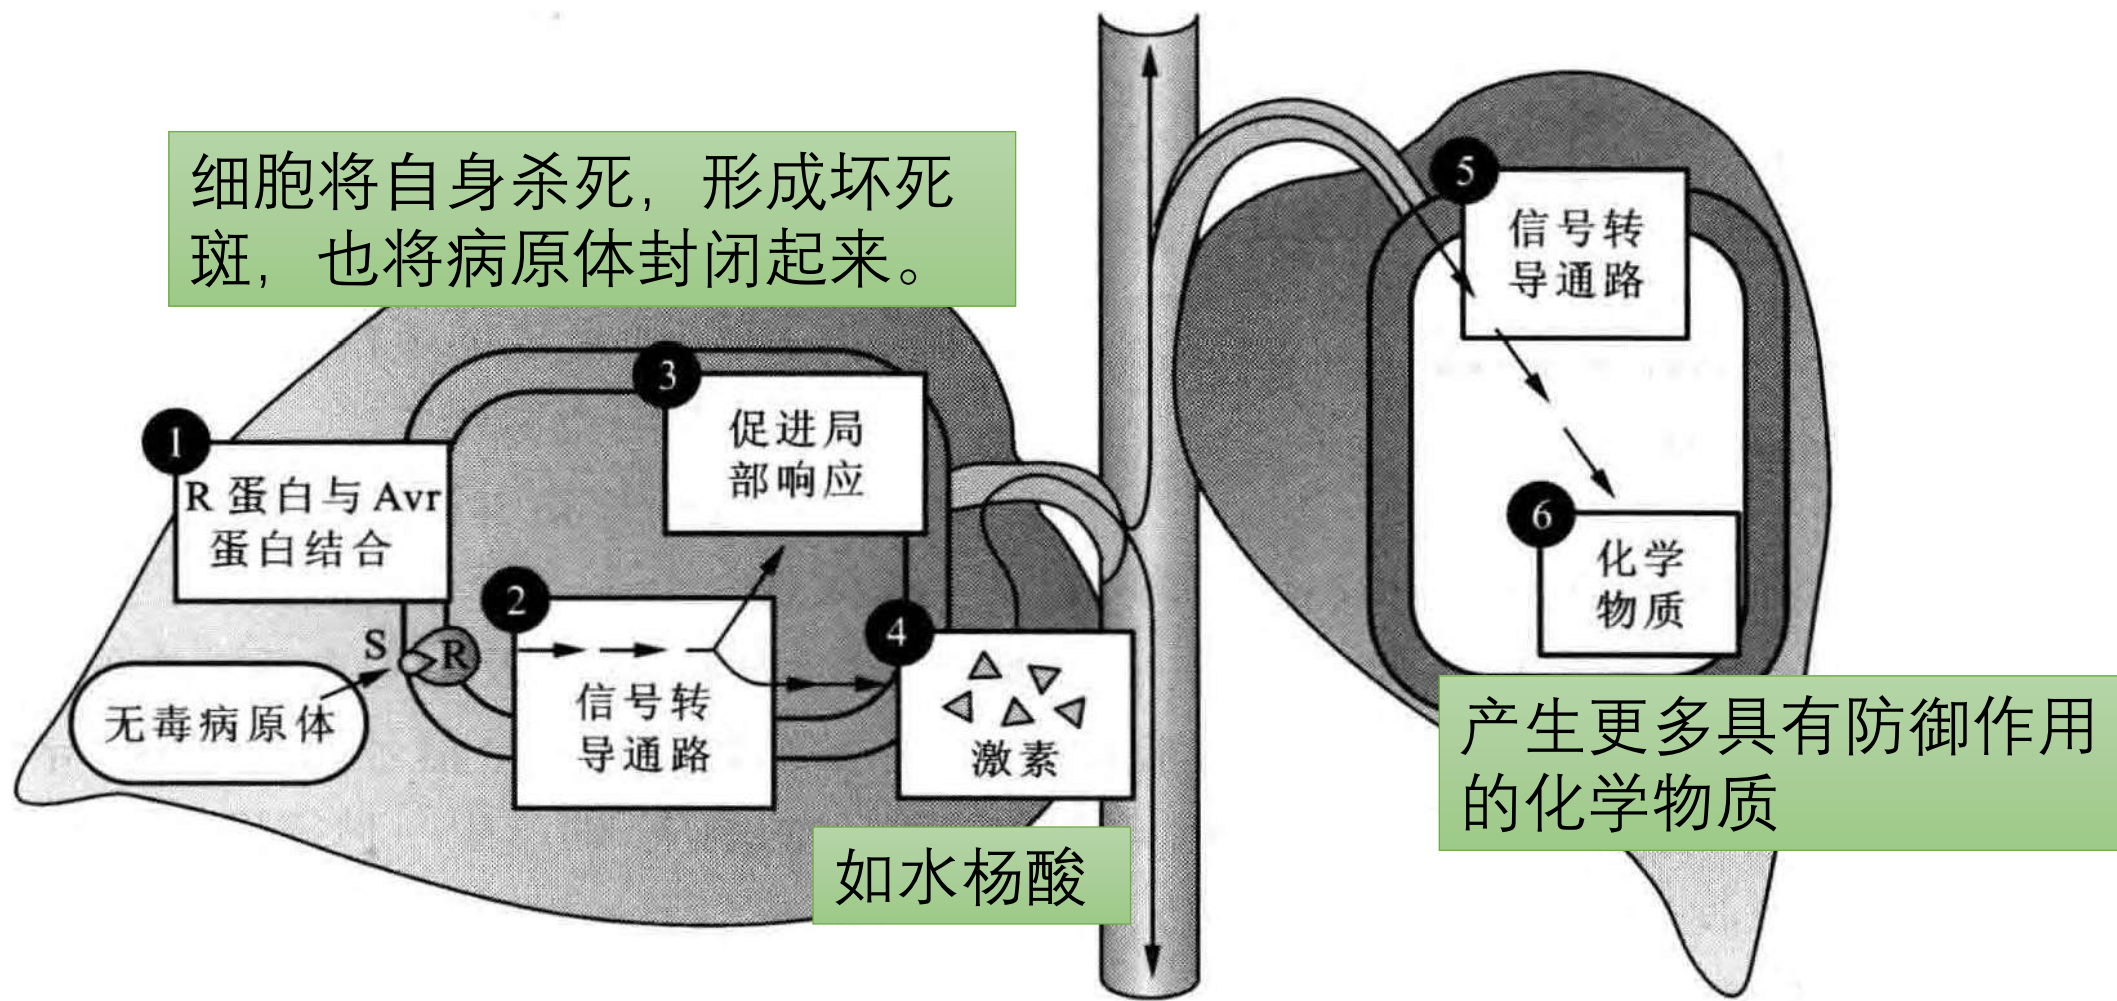 细胞将自身杀死，形成坏死
斑，也将病原体封闭起来。
1
R 蛋白与 Avr
蛋白结合
S
R
无毒病原体
2
信号转
导通路
3
促进局
部响应
4
激素
如水杨酸
5
信号转
导通路
6
化学
物质
产生更多具有防御作用
的化学物质